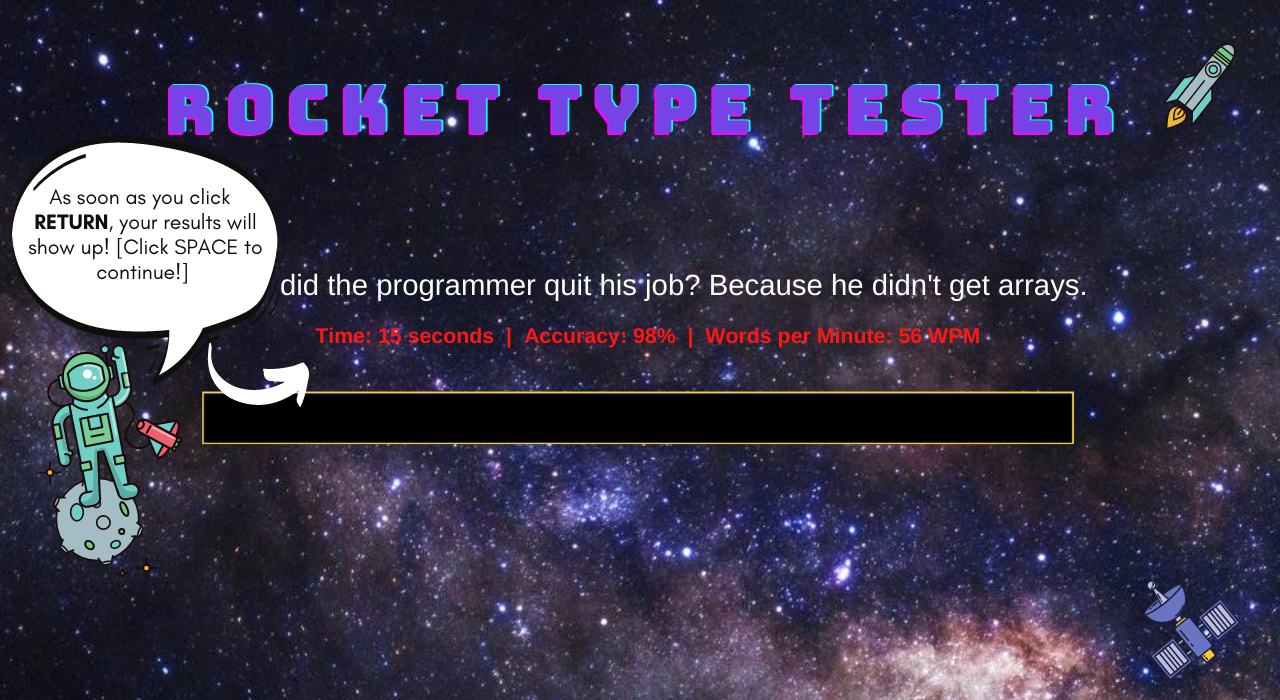 ROCKET TYPE TESTER
As soon as you click
RETURN, your results will
show up! [Click SPACE to
continue!]
did the programmer quit his job? Because he didn't get arrays.
Time: 15 seconds | Accuracy: 98% | Words per Minute: 56 WPM